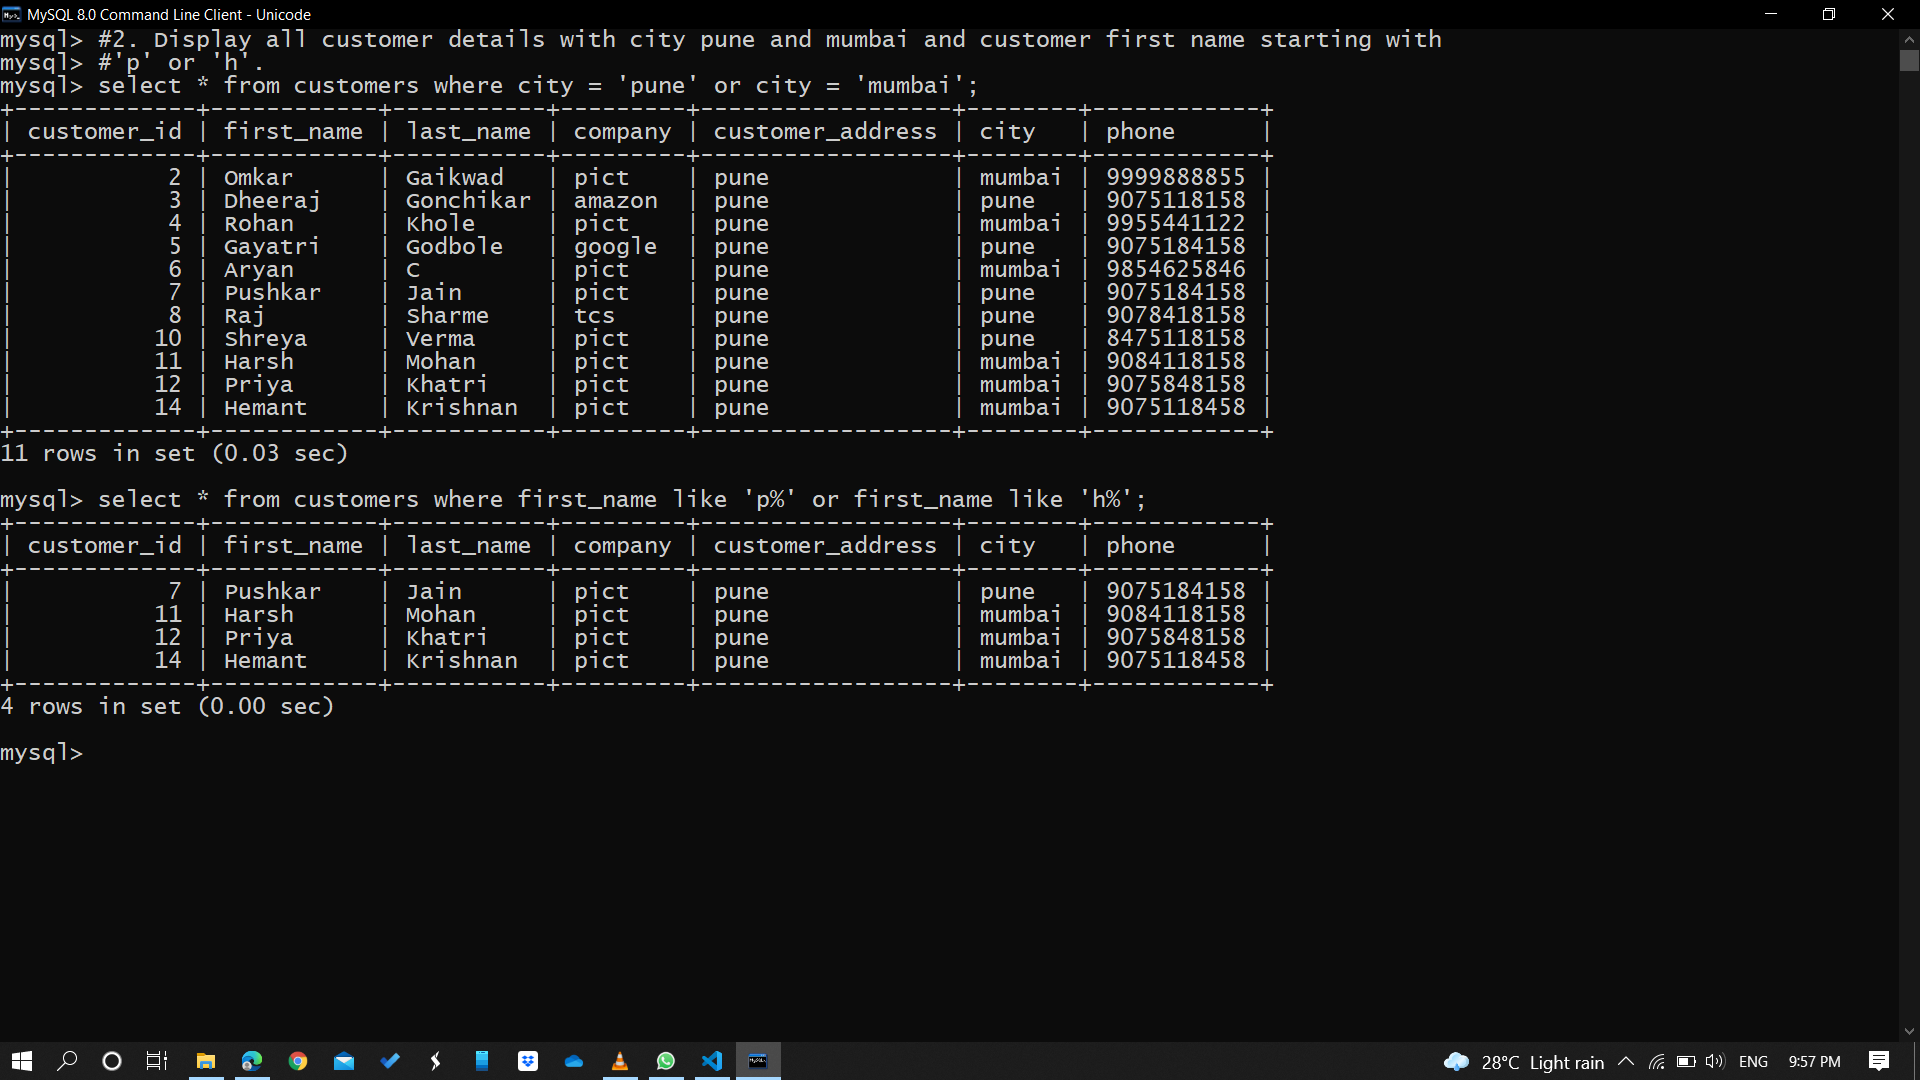 MySQL 8.0 Command Line Client - Unicode
mysql> #2. Display all customer details with city pune and mumbai and customer first name starting with
mysql> #'p' or 'h'.
mysql> select * from customers where city = 'pune' or city = 'mumbai';
+-------------+------------+-----------+---------+------------------+--------+------------+
| customer_id | first_name | last_name | company | customer_address | city   | phone      |
+-------------+------------+-----------+---------+------------------+--------+------------+
|           2 | Omkar      | Gaikwad   | pict    | pune             | mumbai | 9999888855 |
|           3 | Dheeraj    | Gonchikar | amazon  | pune             | pune   | 9075118158 |
|           4 | Rohan      | Khole     | pict    | pune             | mumbai | 9955441122 |
|           5 | Gayatri    | Godbole   | google  | pune             | pune   | 9075184158 |
|           6 | Aryan      | C         | pict    | pune             | mumbai | 9854625846 |
|           7 | Pushkar    | Jain      | pict    | pune             | pune   | 9075184158 |
|           8 | Raj        | Sharme    | tcs     | pune             | pune   | 9078418158 |
|          10 | Shreya     | Verma     | pict    | pune             | pune   | 8475118158 |
|          11 | Harsh      | Mohan     | pict    | pune             | mumbai | 9084118158 |
|          12 | Priya      | Khatri    | pict    | pune             | mumbai | 9075848158 |
|          14 | Hemant     | Krishnan  | pict    | pune             | mumbai | 9075118458 |
+-------------+------------+-----------+---------+------------------+--------+------------+
11 rows in set (0.03 sec)
mysql> select * from customers where first_name like 'p%' or first_name like 'h%';
+-------------+------------+-----------+---------+------------------+--------+------------+
| customer_id | first_name | last_name | company | customer_address | city   | phone      |
+-------------+------------+-----------+---------+------------------+--------+------------+
|           7 | Pushkar    | Jain      | pict    | pune             | pune   | 9075184158 |
|          11 | Harsh      | Mohan     | pict    | pune             | mumbai | 9084118158 |
|          12 | Priya      | Khatri    | pict    | pune             | mumbai | 9075848158 |
|          14 | Hemant     | Krishnan  | pict    | pune             | mumbai | 9075118458 |
+-------------+------------+-----------+---------+------------------+--------+------------+
4 rows in set (0.00 sec)
mysql>
28°C Light rain ENG 9:57 PM